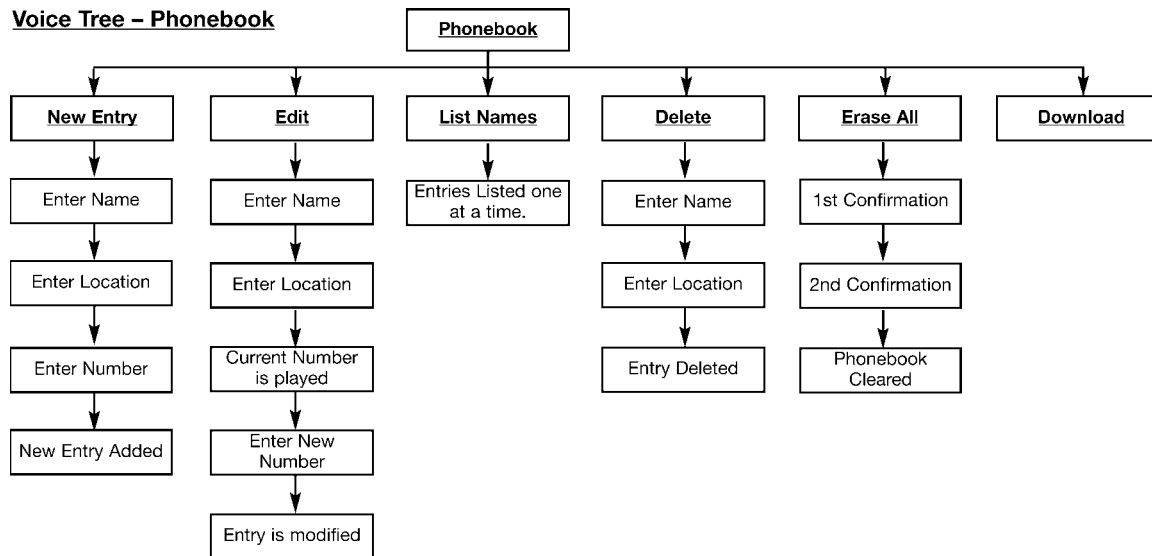 Voice Tree – Phonebook
Phonebook
New Entry
Edit
List Names
Delete
Erase All
Download
Enter Name
Enter Name
Entries Listed one
at a time.
Enter Name
1st Confirmation
Enter Location
Enter Location
Enter Location
2nd Confirmation
Enter Number
Current Number
is played
Entry Deleted
Phonebook
Cleared
New Entry Added
Enter New
Number
Entry is modified